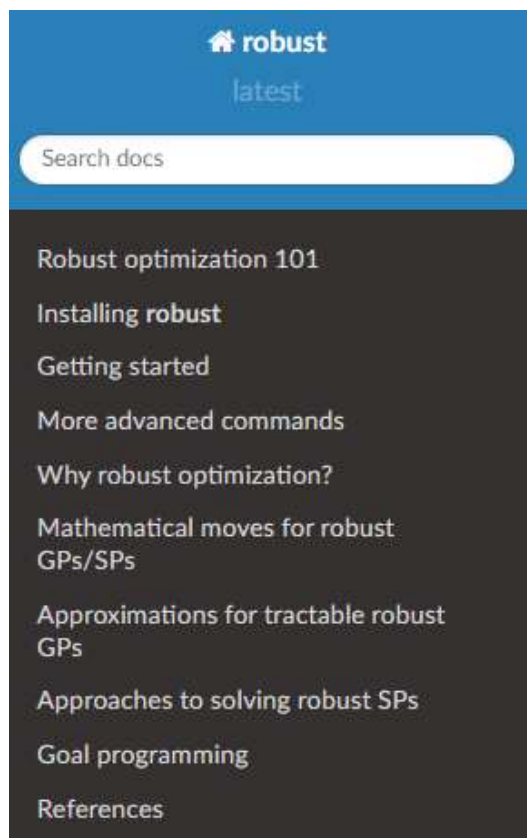 robust
latest
Search docs
Robust optimization 101
Installing robust
Getting started
More advanced commands
Why robust optimization?
Mathematical moves for robust
GPs/SPs
Approximations for tractable robust
GPs
Approaches to solving robust SPs
Goal programming
References